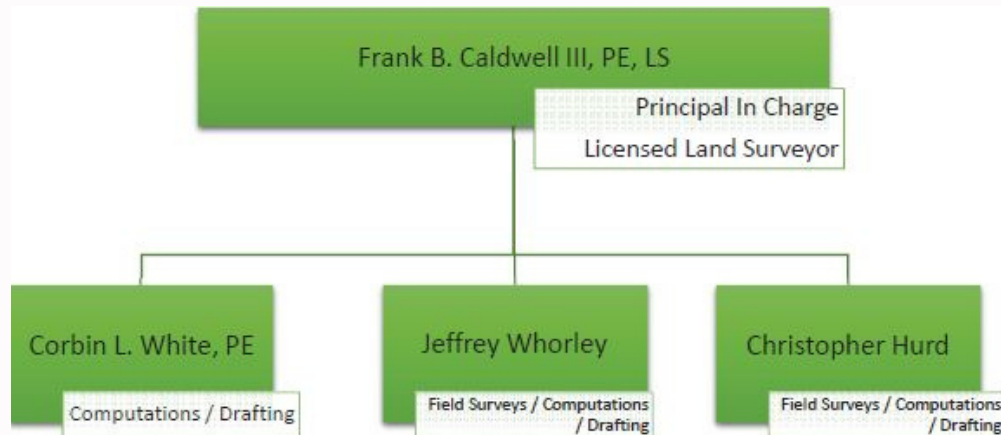 Frank B. Caldwell III, PE, LS
Principal In Charge
Licensed Land Surveyor
Corbin L. White, PE
Computations / Drafting
Jeffrey Whorley
Field Surveys / Computations
/ Drafting
Christopher Hurd
Field Surveys / Computations
/ Drafting